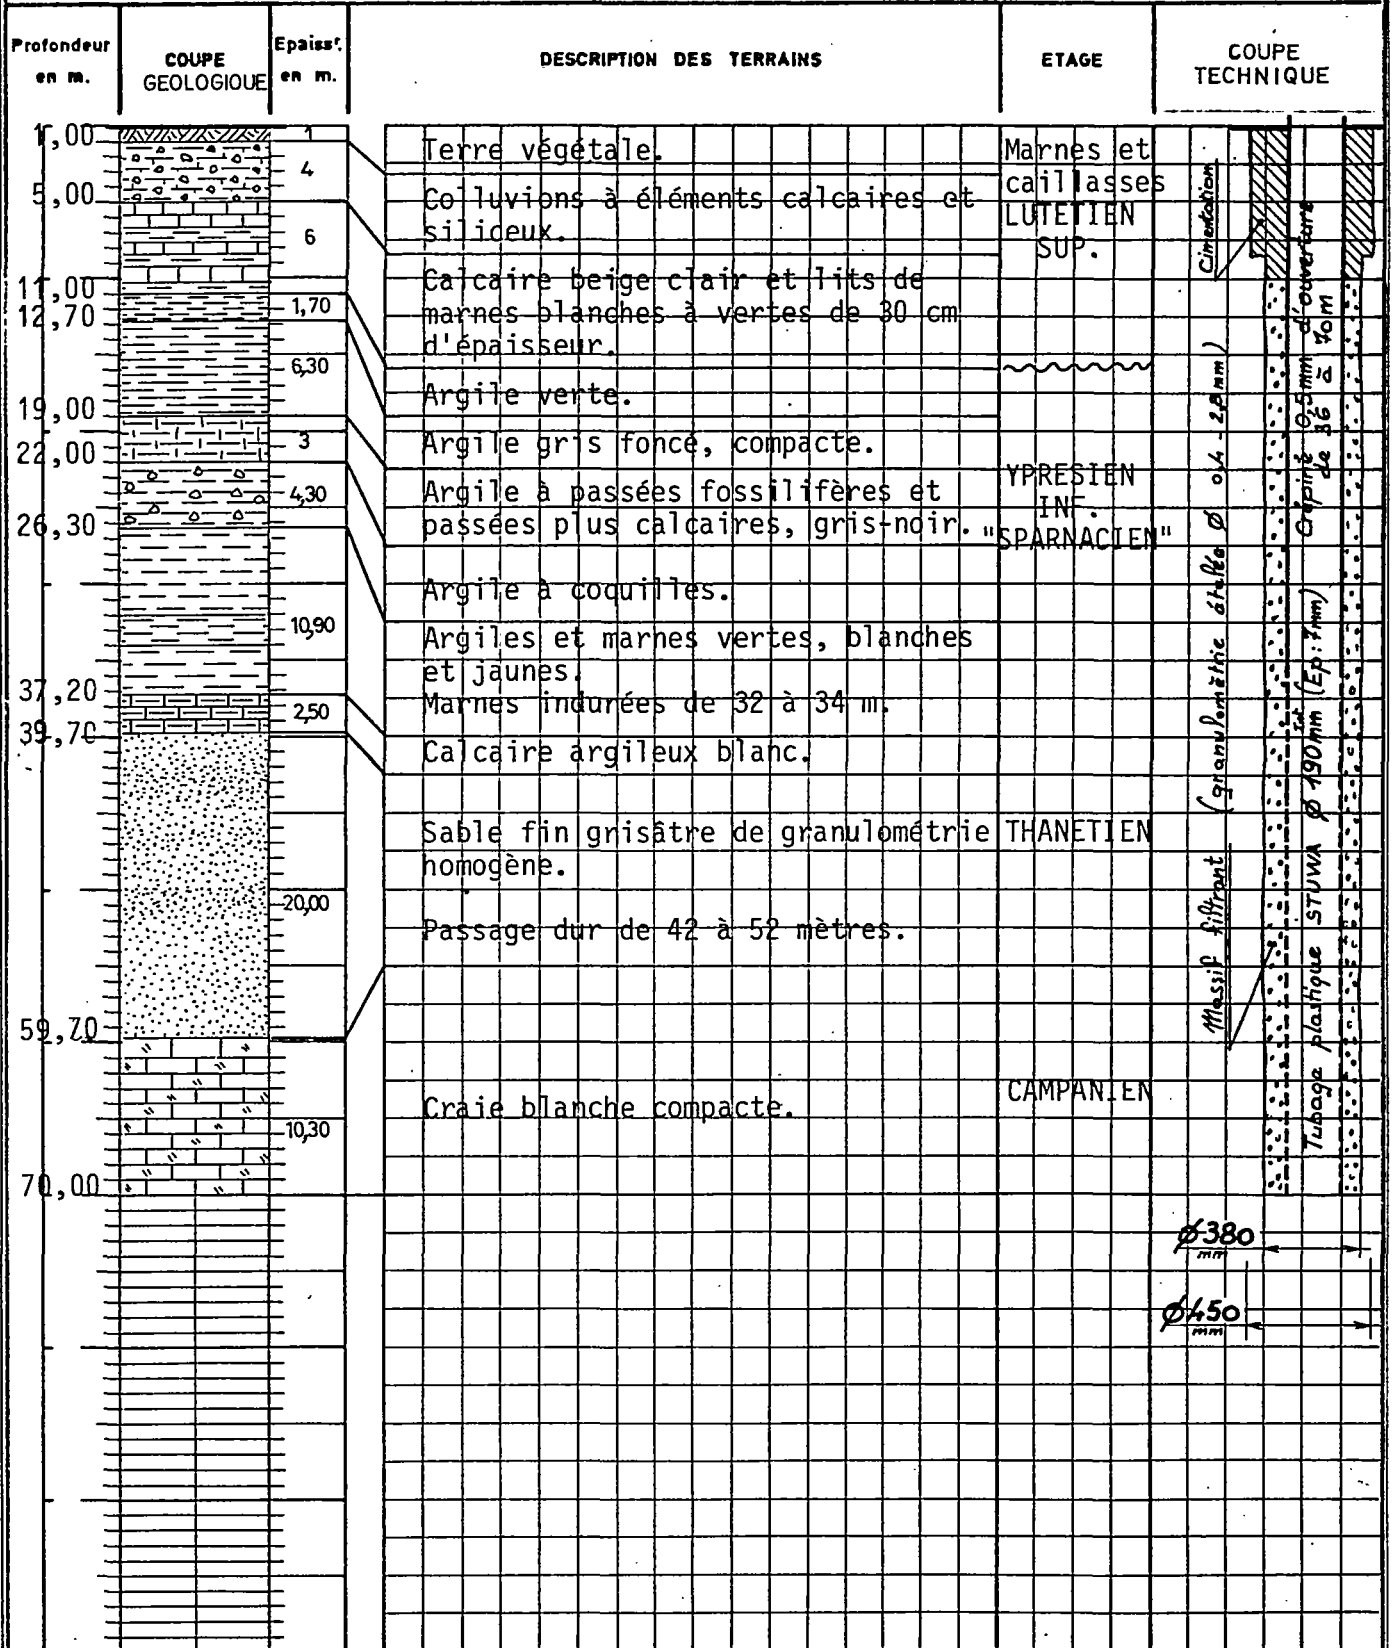 Profondeur
en m.
COUPE
GEOLOGIQUE
Epaissr.
en m.
DESCRIPTION DES TERRAINS
ETAGE
COUPE
TECHNIQUE
1,00
5,00
11,00
12,70
19,00
22,00
26,30
37,20
39,70
59,70
70,00
1
4
6
1,70
6,30
3
4,30
10,90
2,50
20,00
10,30
Terre végétale.
Colluvions à éléments calcaires et
siliceux.
Calcaire beige clair et lits de
marnes blanches à vertes de 30 cm
d'épaisseur.
Argile verte.
Argile gris foncé, compacte.
Argile à passées fossilifères et
passées plus calcaires, gris-noir.
Argile à coquilles.
Argiles et marnes vertes, blanches
et jaunes.
Marnes indurées de 32 à 34 m.
Calcaire argileux blanc.
Sable fin grisâtre de granulométrie
homogène.
Passage dur de 42 à 52 mètres.
Craie blanche compacte.
Marnes et
caillasses
LUTETIEN
SUP.
YPRESIEN
INF.
"SPARNACIEN"
THANETIEN
CAMPANIEN
Cimentation
Massif filtrant (granulométrie étalée Ø 0,4 - 2,8mm)
Crépine 0,5mm d'ouverture
de 36 à 70m
Tubage plastique STUWA Ø int 190mm (Ep: 7mm)
Ø380
mm
Ø450
mm